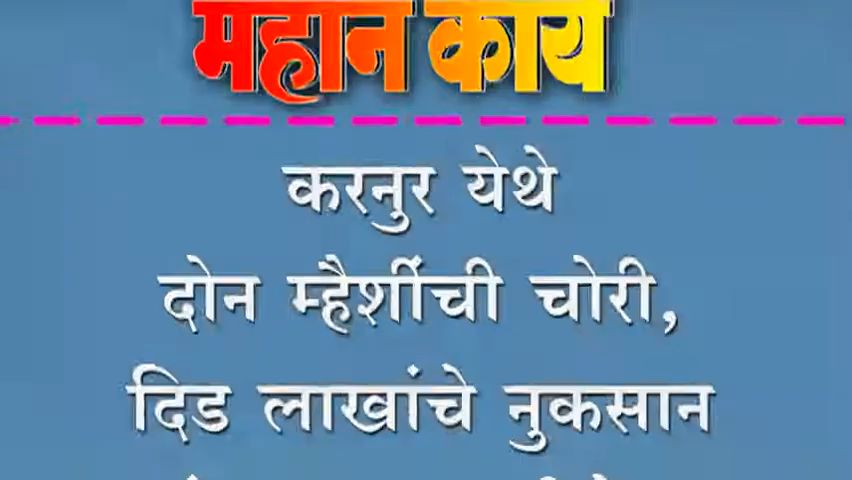 महान कार्य
करनुर येथे
दोन म्हैशींची चोरी,
दिड लाखांचे नुकसान